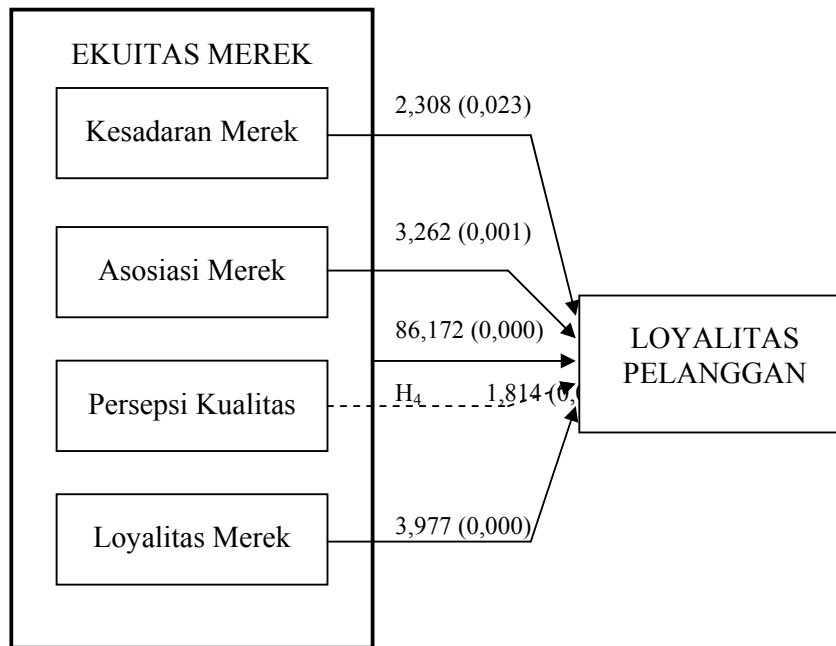 EKUITAS MEREK
Kesadaran Merek
2,308 (0,023)
Asosiasi Merek
3,262 (0,001)
86,172 (0,000)
Persepsi Kualitas
H₄ 1,814
Loyalitas Merek
3,977 (0,000)
LOYALITAS
PELANGGAN